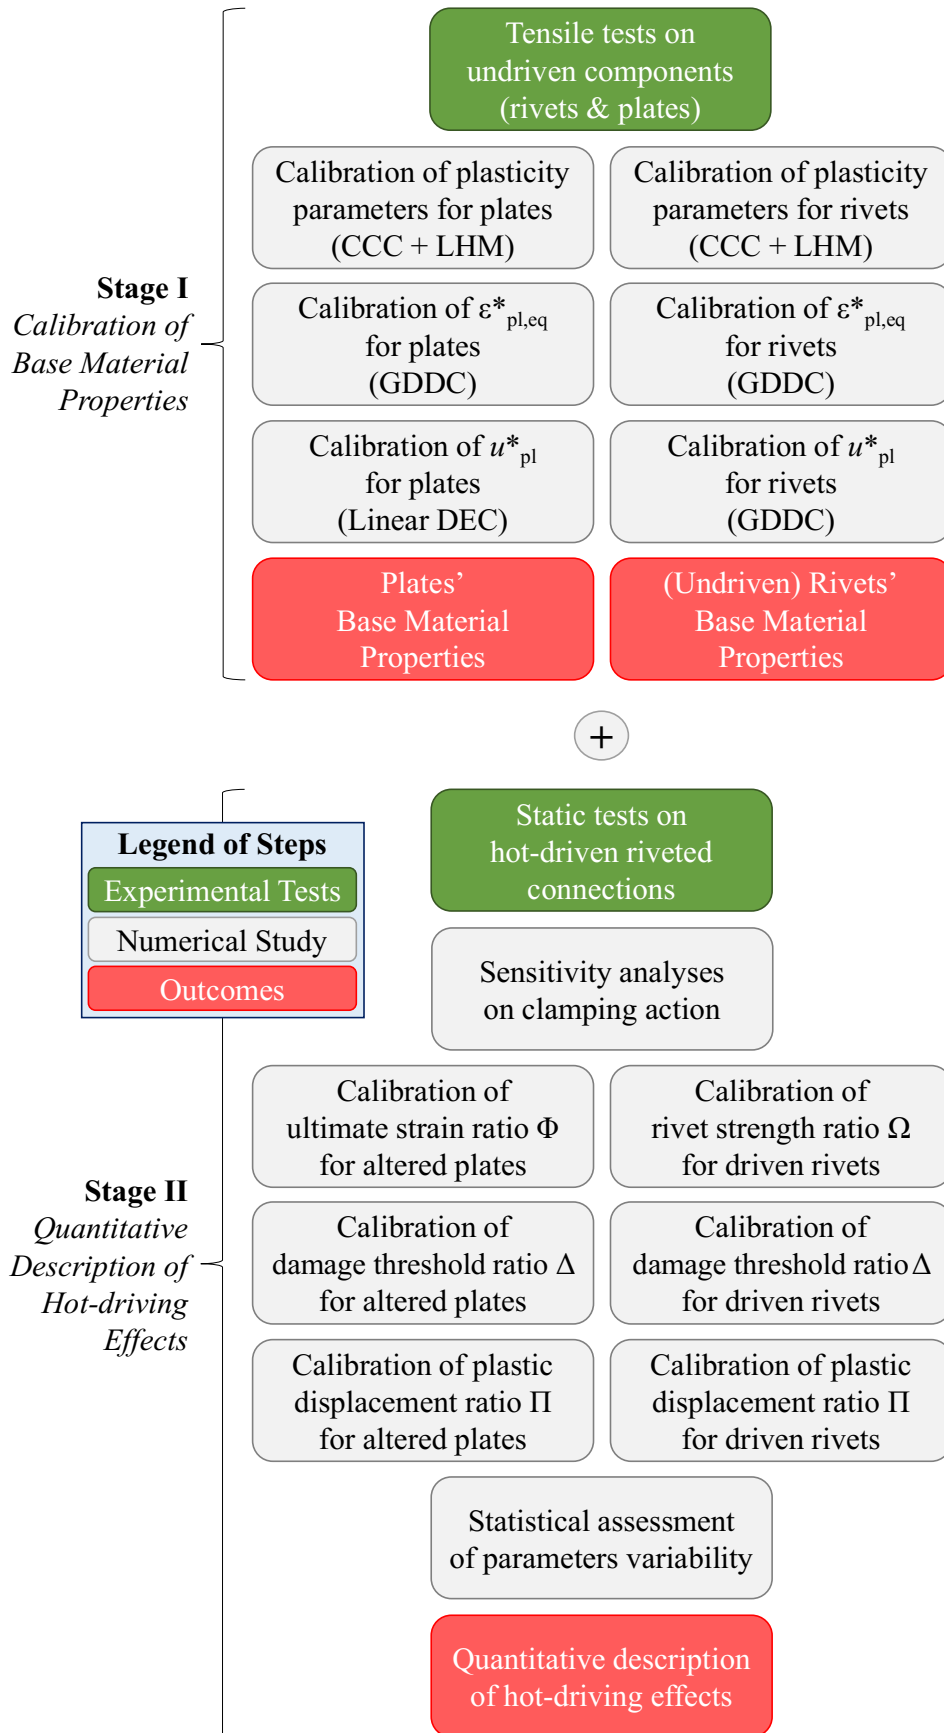 Tensile tests on
undriven components
(rivets & plates)
Calibration of plasticity
parameters for plates
(CCC + LHM)
Calibration of plasticity
parameters for rivets
(CCC + LHM)
Stage I
Calibration of
Base Material
Properties
Calibration of ε*pl,eq
for plates
(GDDC)
Calibration of ε*pl,eq
for rivets
(GDDC)
Calibration of u*pl
for plates
(Linear DEC)
Calibration of u*pl
for rivets
(GDDC)
Plates’
Base Material
Properties
(Undriven) Rivets’
Base Material
Properties
+
Static tests on
hot-driven riveted
connections
Legend of Steps
Experimental Tests
Numerical Study
Outcomes
Sensitivity analyses
on clamping action
Calibration of
ultimate strain ratio Φ
for altered plates
Calibration of
rivet strength ratio Ω
for driven rivets
Stage II
Quantitative
Description of
Hot-driving
Effects
Calibration of
damage threshold ratio Δ
for altered plates
Calibration of
damage threshold ratio Δ
for driven rivets
Calibration of plastic
displacement ratio Π
for altered plates
Calibration of plastic
displacement ratio Π
for driven rivets
Statistical assessment
of parameters variability
Quantitative description
of hot-driving effects